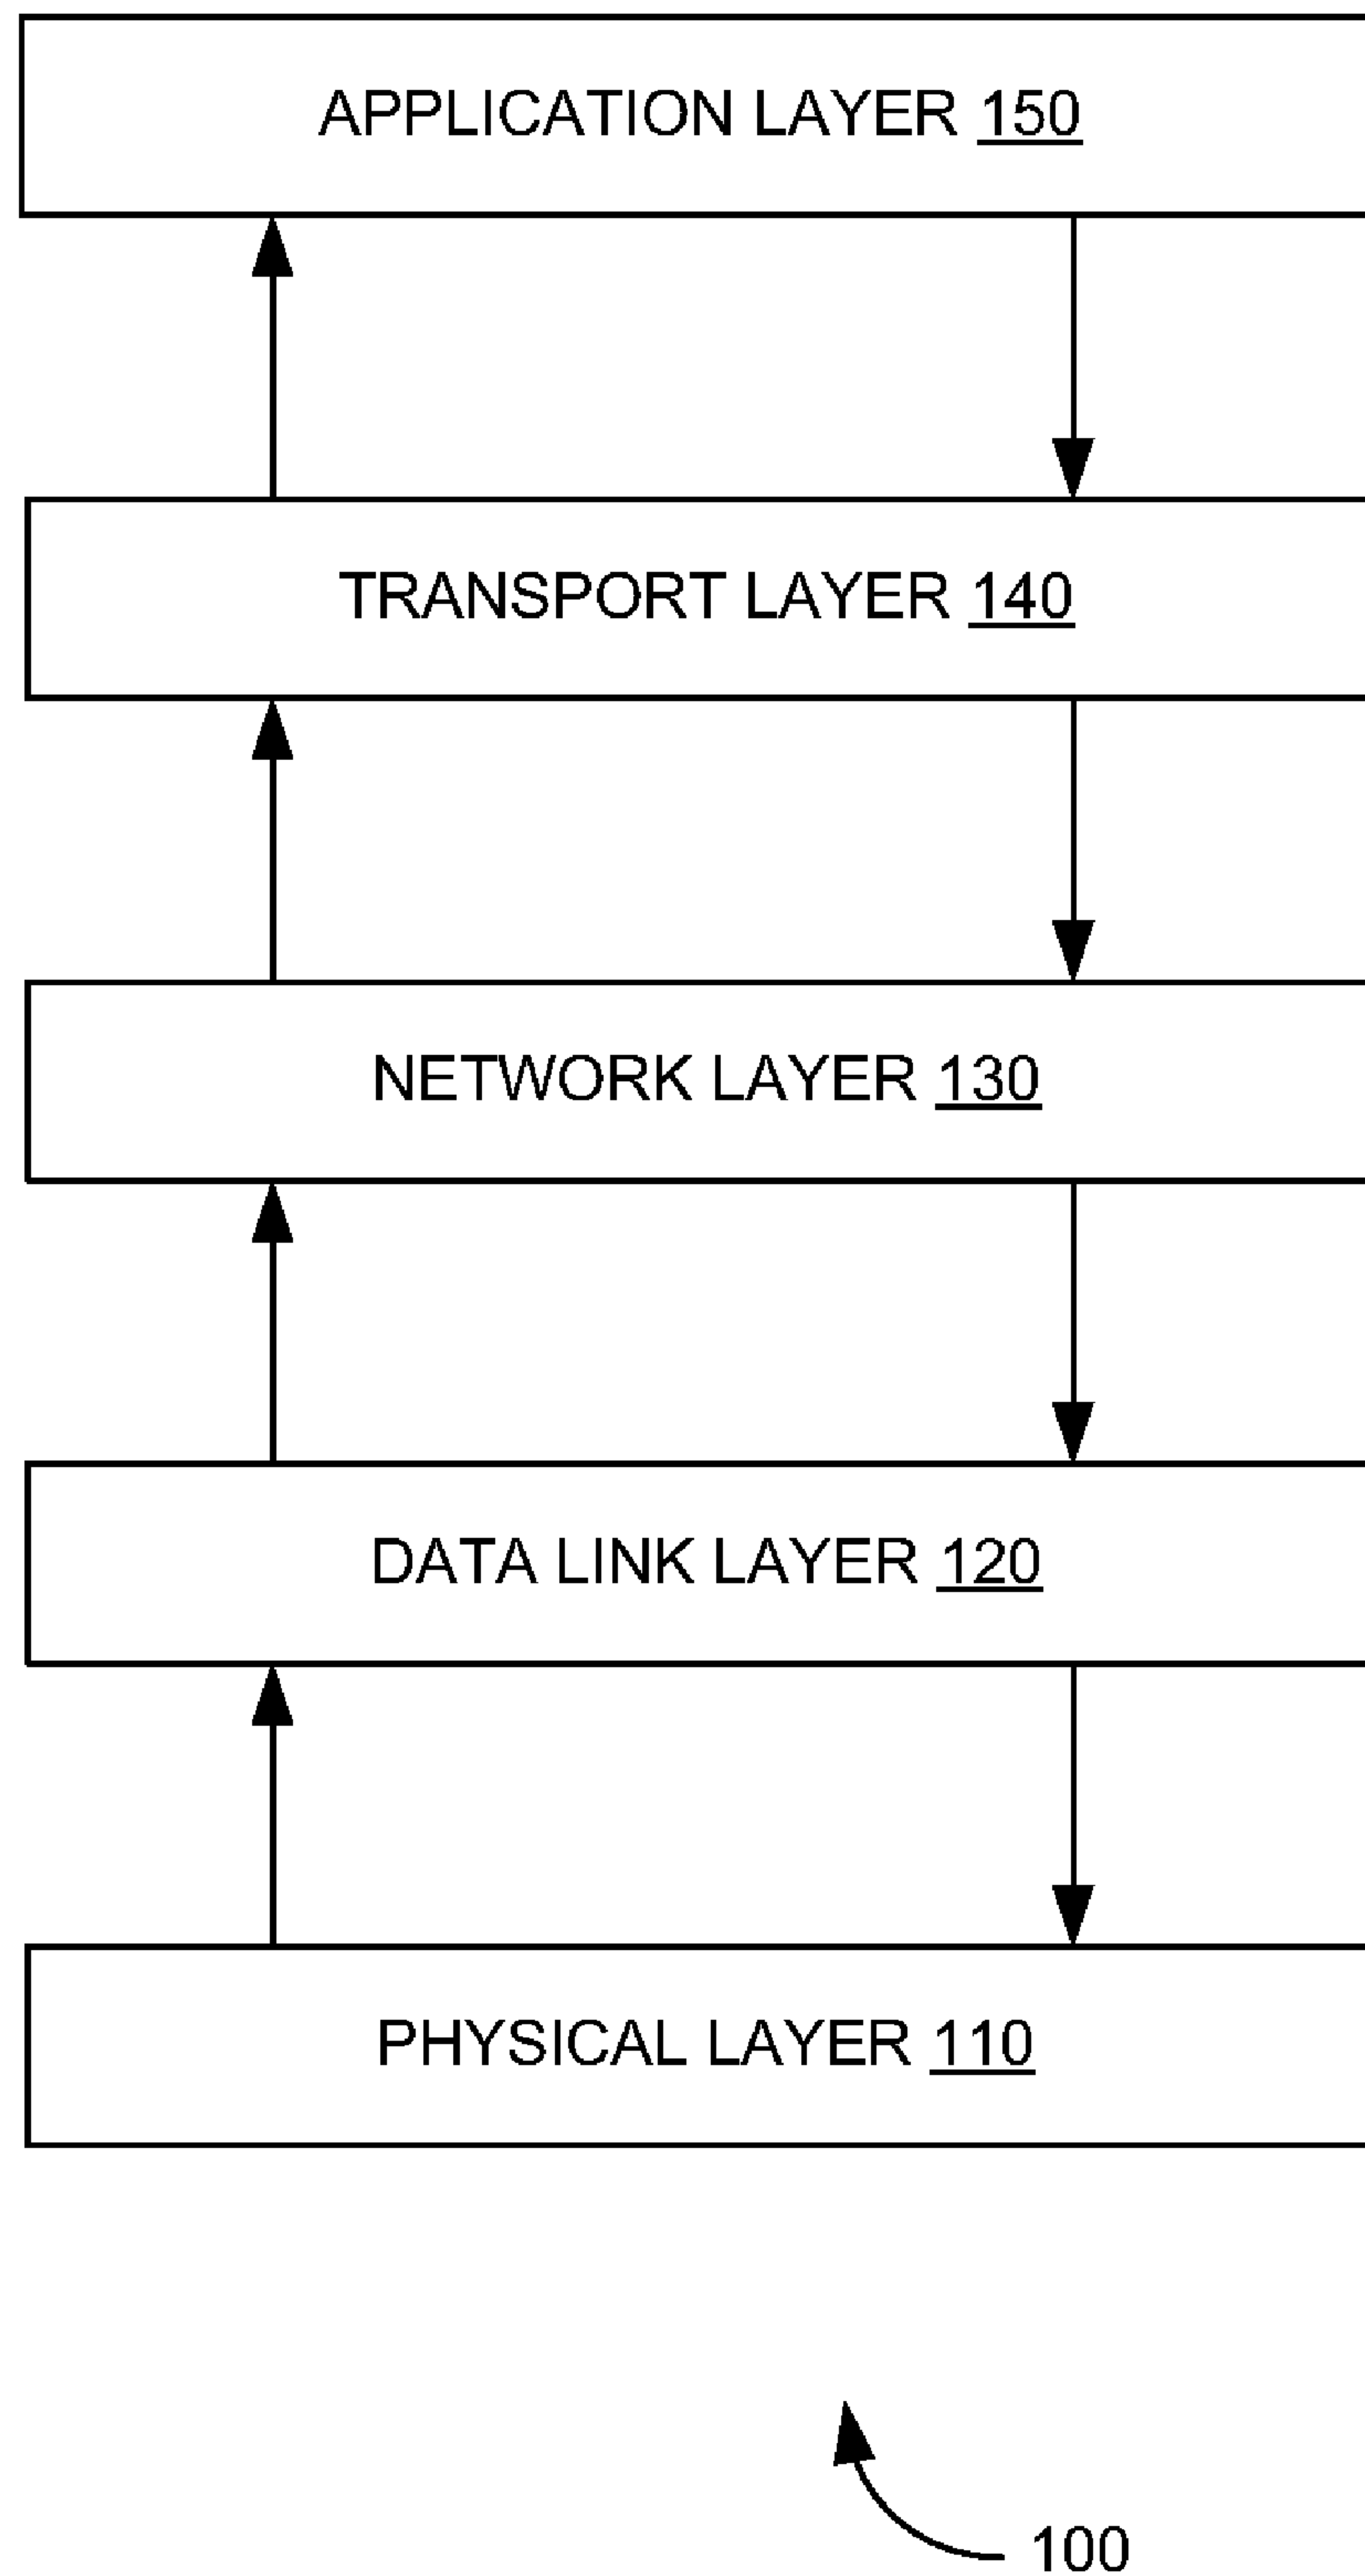 APPLICATION LAYER 150
TRANSPORT LAYER 140
NETWORK LAYER 130
DATA LINK LAYER 120
PHYSICAL LAYER 110
100